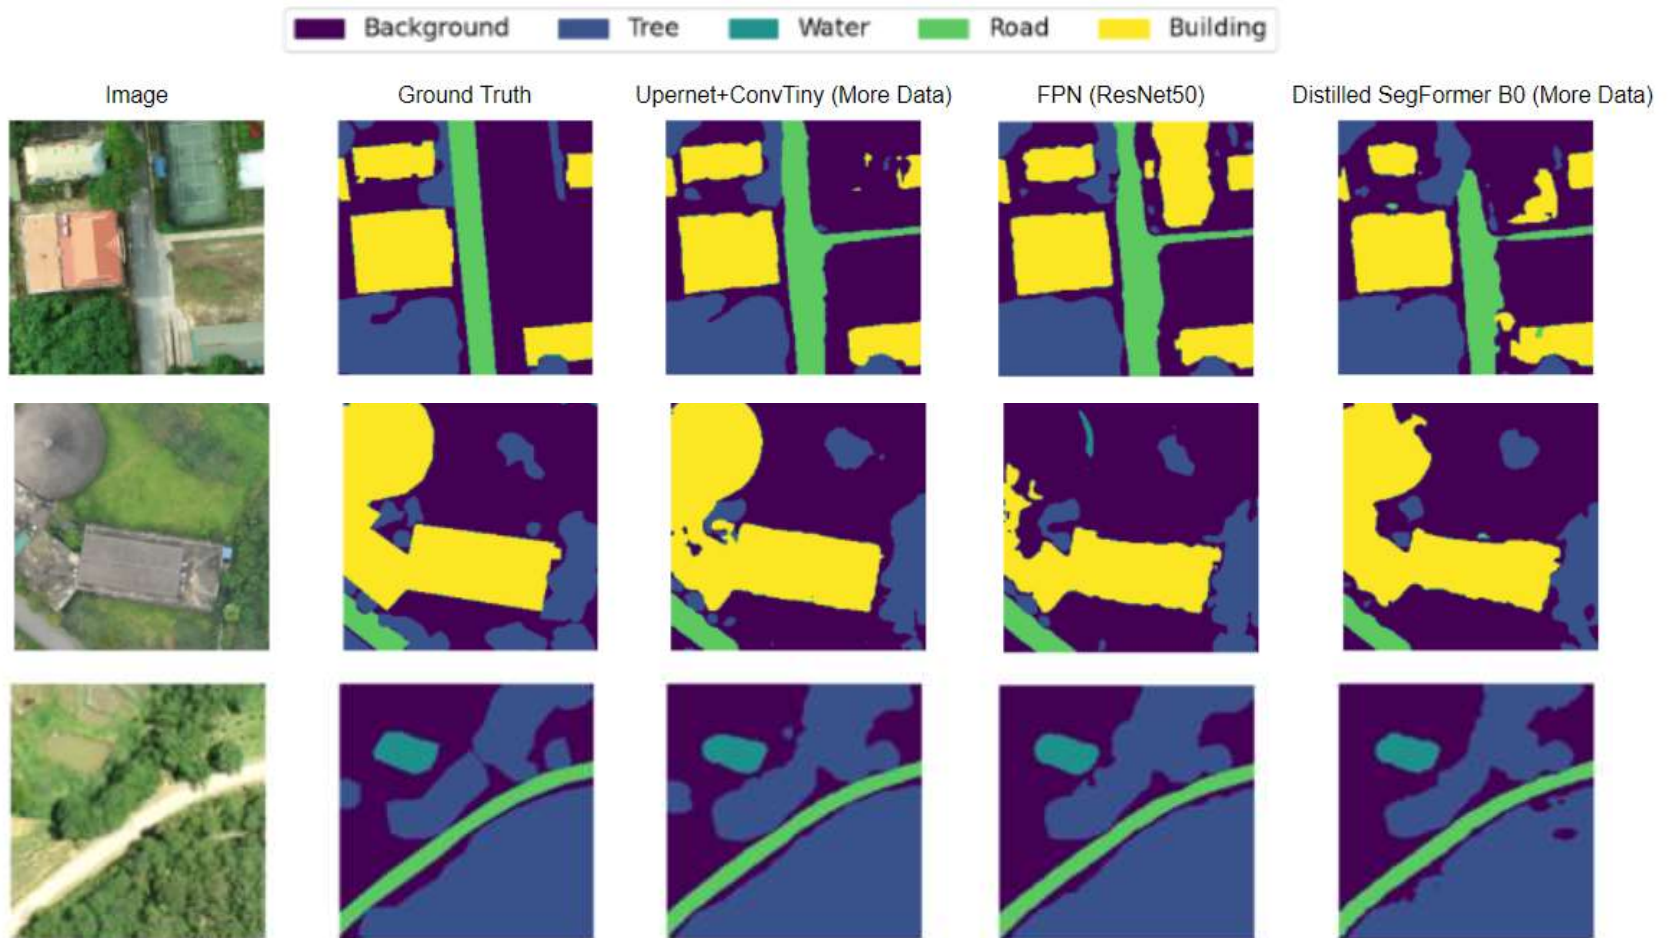 Background Tree Water Road Building
Image Ground Truth Upernet+ConvTiny (More Data) FPN (ResNet50) Distilled SegFormer B0 (More Data)